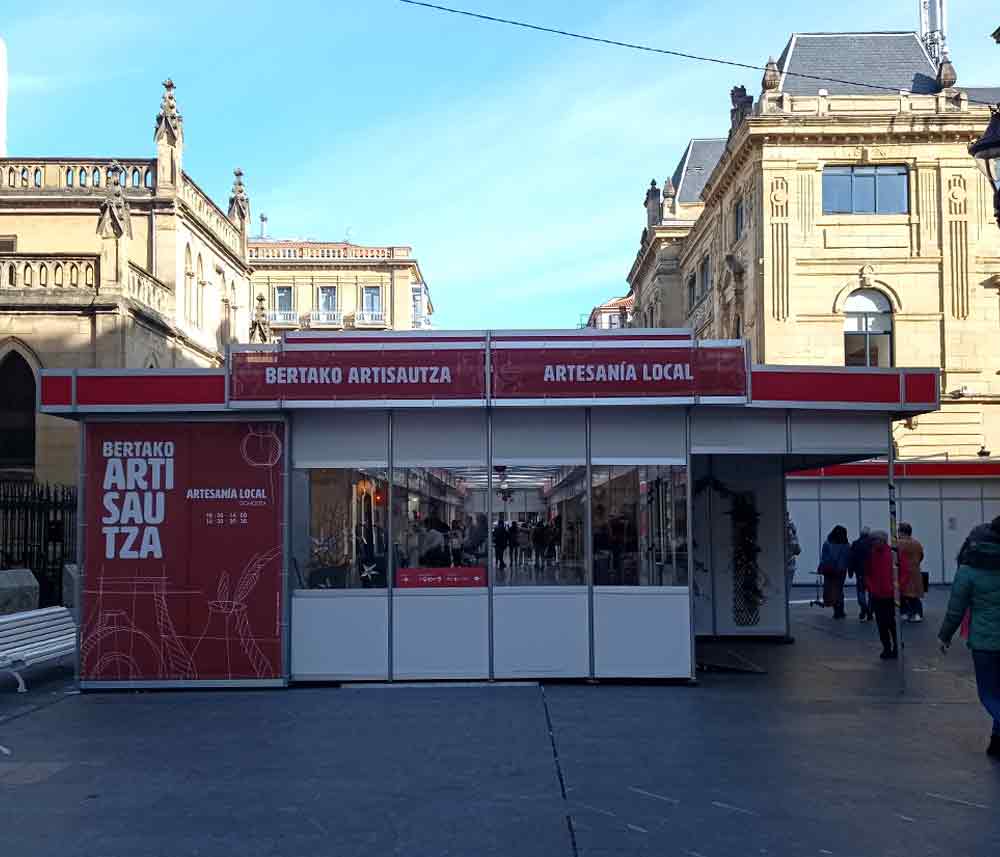 BERTAKO ARTISAUTZA
ARTESANÍA LOCAL
BERTAKO
ARTI
SAU
TZA
ARTESANÍA LOCAL